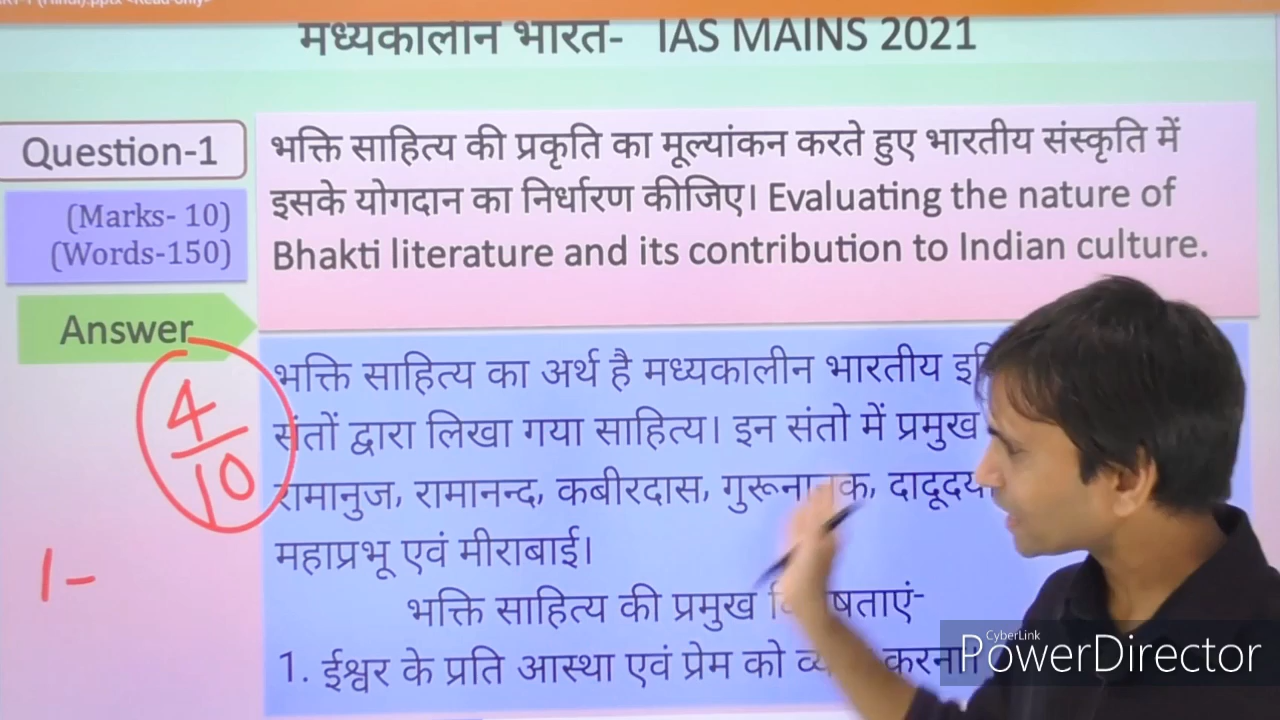 मध्यकालीन भारत- IAS MAINS 2021
Question-1
(Marks- 10)
(Words-150)
भक्ति साहित्य की प्रकृति का मूल्यांकन करते हुए भारतीय संस्कृति में
इसके योगदान का निर्धारण कीजिए। Evaluating the nature of
Bhakti literature and its contribution to Indian culture.
Answer
4
10
1-
भक्ति साहित्य का अर्थ है मध्यकालीन भारतीय
संतों द्वारा लिखा गया साहित्य। इन संतो में प्रमुख
रामानुज, रामानन्द, कबीरदास, गुरूनानक,
महाप्रभू एवं मीराबाई।
भक्ति साहित्य की प्रमुख
1. ईश्वर के प्रति आस्था एवं प्रेम को करना
CyberLink
PowerDirector